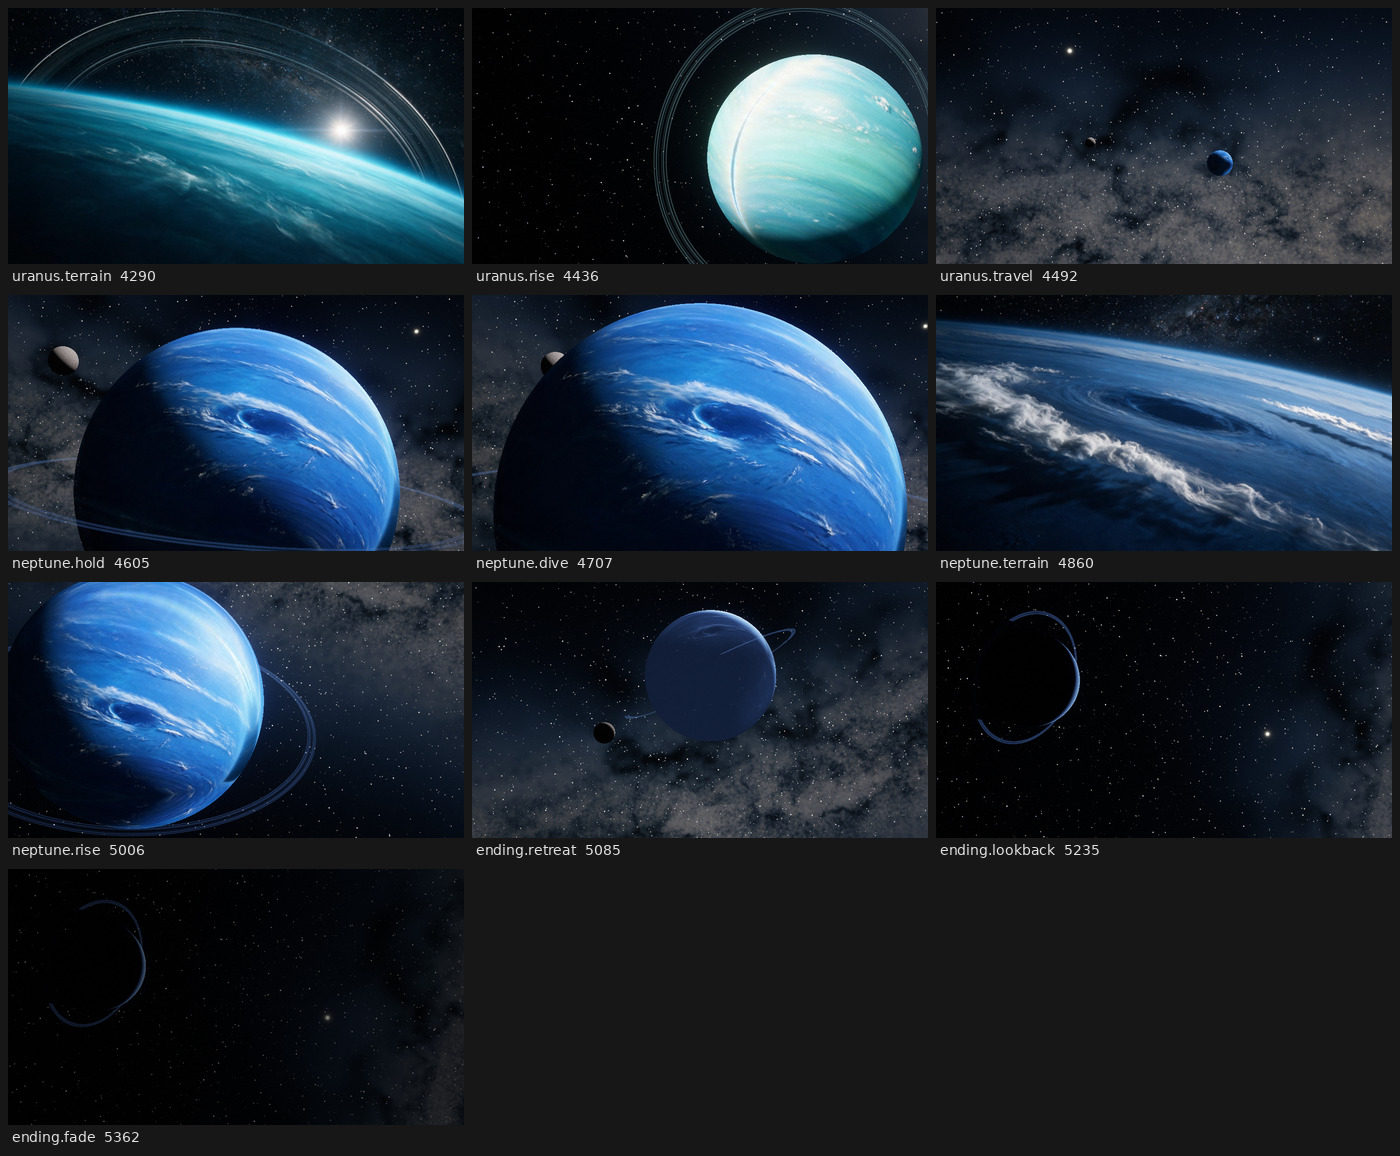 uranus.terrain 4290
uranus.rise 4436
uranus.travel 4492
neptune.hold 4605
neptune.dive 4707
neptune.terrain 4860
neptune.rise 5006
ending.retreat 5085
ending.lookback 5235
ending.fade 5362